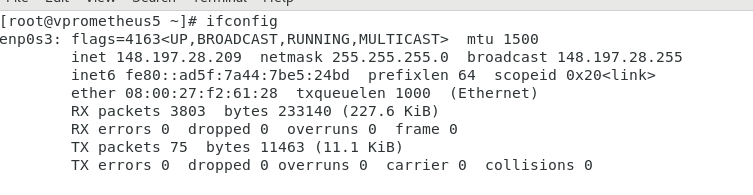 [root@vprometheus5 ~]# ifconfig
enp0s3: flags=4163<UP,BROADCAST,RUNNING,MULTICAST>  mtu 1500
        inet 148.197.28.209  netmask 255.255.255.0  broadcast 148.197.28.255
        inet6 fe80::ad5f:7a44:7be5:24bd  prefixlen 64  scopeid 0x20<link>
        ether 08:00:27:f2:61:28  txqueuelen 1000  (Ethernet)
        RX packets 3803  bytes 233140 (227.6 KiB)
        RX errors 0  dropped 0  overruns 0  frame 0
        TX packets 75  bytes 11463 (11.1 KiB)
        TX errors 0  dropped 0 overruns 0  carrier 0  collisions 0